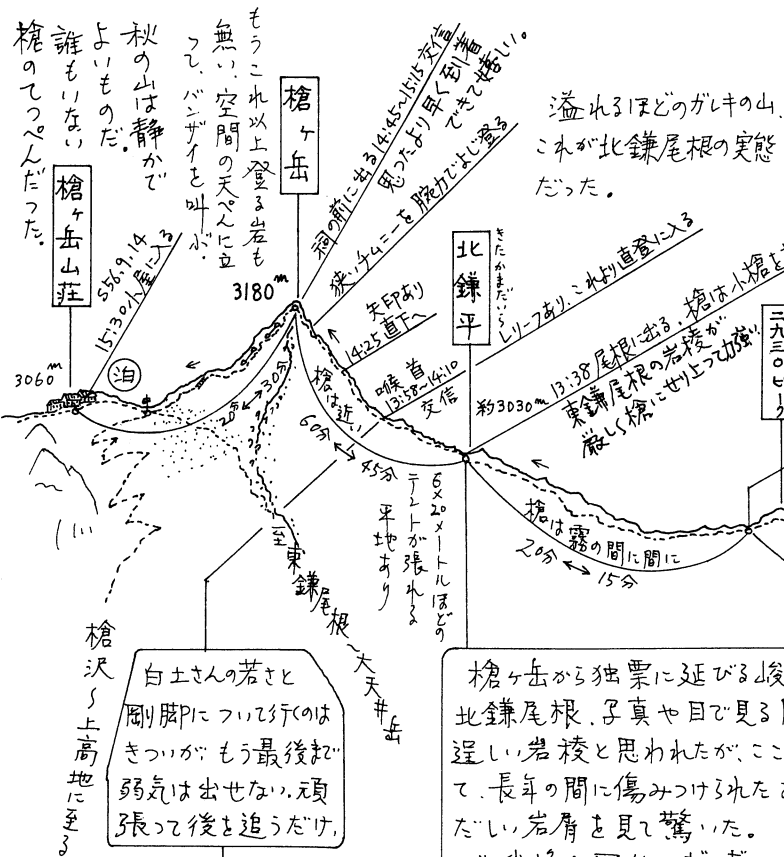 もうこれ以上登る岩も
無い、空間の天ぺんに立
って、バンザイを叫ぶ。
秋の山は静かで
よいものだ。
誰もいない
槍のてっぺんだった。
槍ヶ岳
槍ヶ岳山荘
S56.9.14
15:30小屋に入る
泊
3060m
3180m
祠の前に出る14:45~15:15交信
思ったより早く到着
できて嬉しい。
狭いチムニーを腕力でよじ登る
矢印あり
14:25直下へ
喉首
13:58~14:10
交信
溢れるほどのガレキの山、
これが北鎌尾根の実態
だった。
北鎌平
きたかまだいら
レリーフあり、これより直登に入る
約3030m
13:38尾根に出る。槍は小槍を
東鎌尾根の岩稜が
厳しく槍にせり上って力強い
二九三〇ピーク
20分↔30分
槍は近い
60分↔45分
6×20メートルほどの
テントが張れる
平地あり
槍は霧の間に間に
20分↔15分
至東鎌尾根~大天井岳
槍沢~上高地に至る
白土さんの若さと
剛脚について行くのは
きついが、もう最後まで
弱気は出せない。頑
張って後を追うだけ。
槍ヶ岳から独票に延びる峻
北鎌尾根、写真や目で見る
逞しい岩稜と思われたが、ここ
て、長年の間に傷みつけられた
だしい岩屑を見て驚いた。